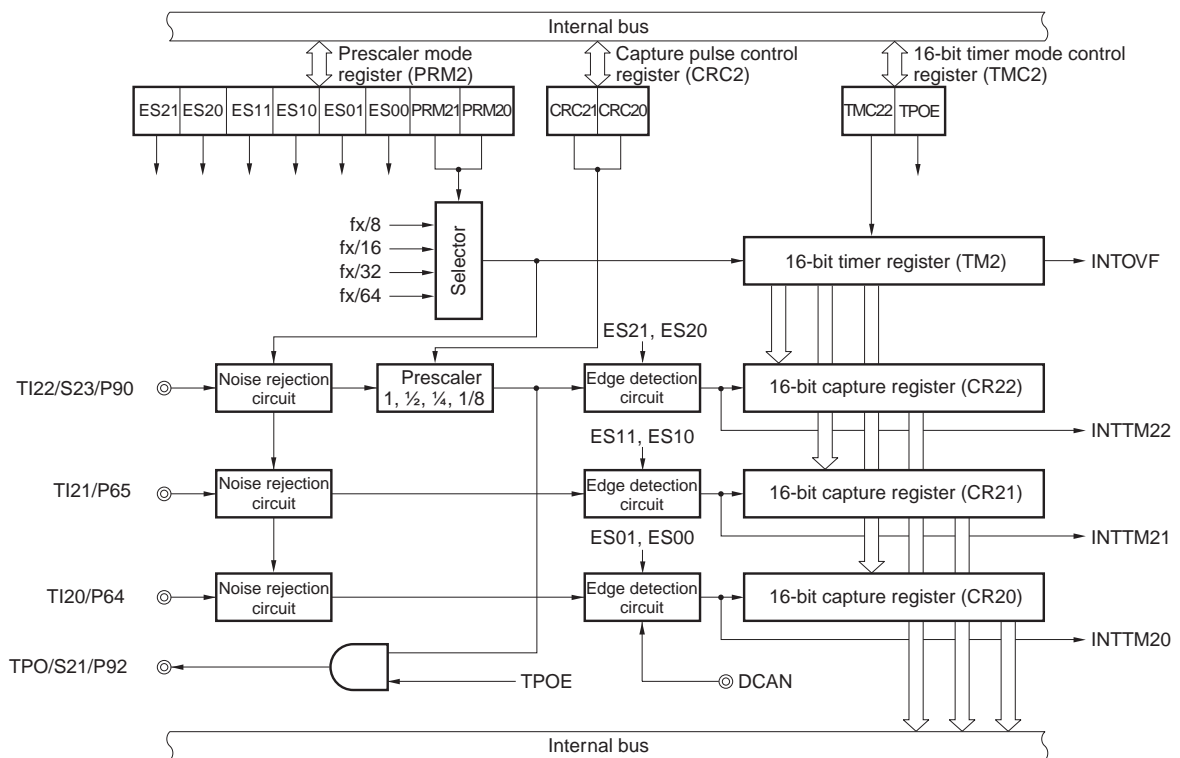 Internal bus
Prescaler mode
register (PRM2)
Capture pulse control
register (CRC2)
16-bit timer mode control
register (TMC2)
ES21 ES20 ES11 ES10 ES01 ES00 PRM21 PRM20
CRC21 CRC20
TMC22 TPOE
fx/8
fx/16
fx/32
fx/64
Selector
16-bit timer register (TM2)
INTOVF
ES21, ES20
TI22/S23/P90
Noise rejection
circuit
Prescaler
1, ½, ¼, 1/8
Edge detection
circuit
16-bit capture register (CR22)
INTTM22
ES11, ES10
TI21/P65
Noise rejection
circuit
Edge detection
circuit
16-bit capture register (CR21)
INTTM21
ES01, ES00
TI20/P64
Noise rejection
circuit
Edge detection
circuit
16-bit capture register (CR20)
INTTM20
TPO/S21/P92
TPOE
DCAN
Internal bus